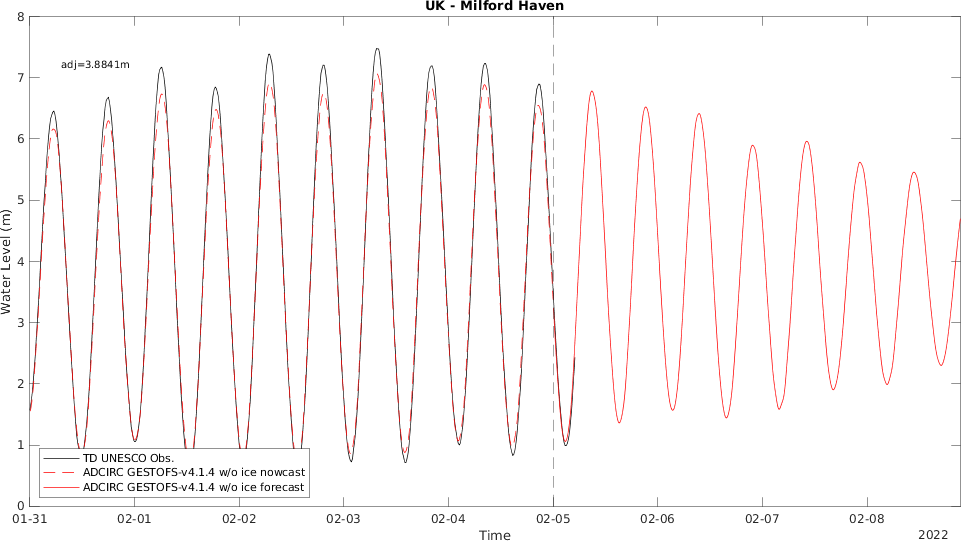 UK - Milford Haven
adj=3.8841m
Water Level (m)
8
7
6
5
4
3
2
1
0
TD UNESCO Obs.
ADCIRC GESTOFS-v4.1.4 w/o ice nowcast
ADCIRC GESTOFS-v4.1.4 w/o ice forecast
01-31 02-01 02-02 02-03 02-04 02-05 02-06 02-07 02-08
Time
2022